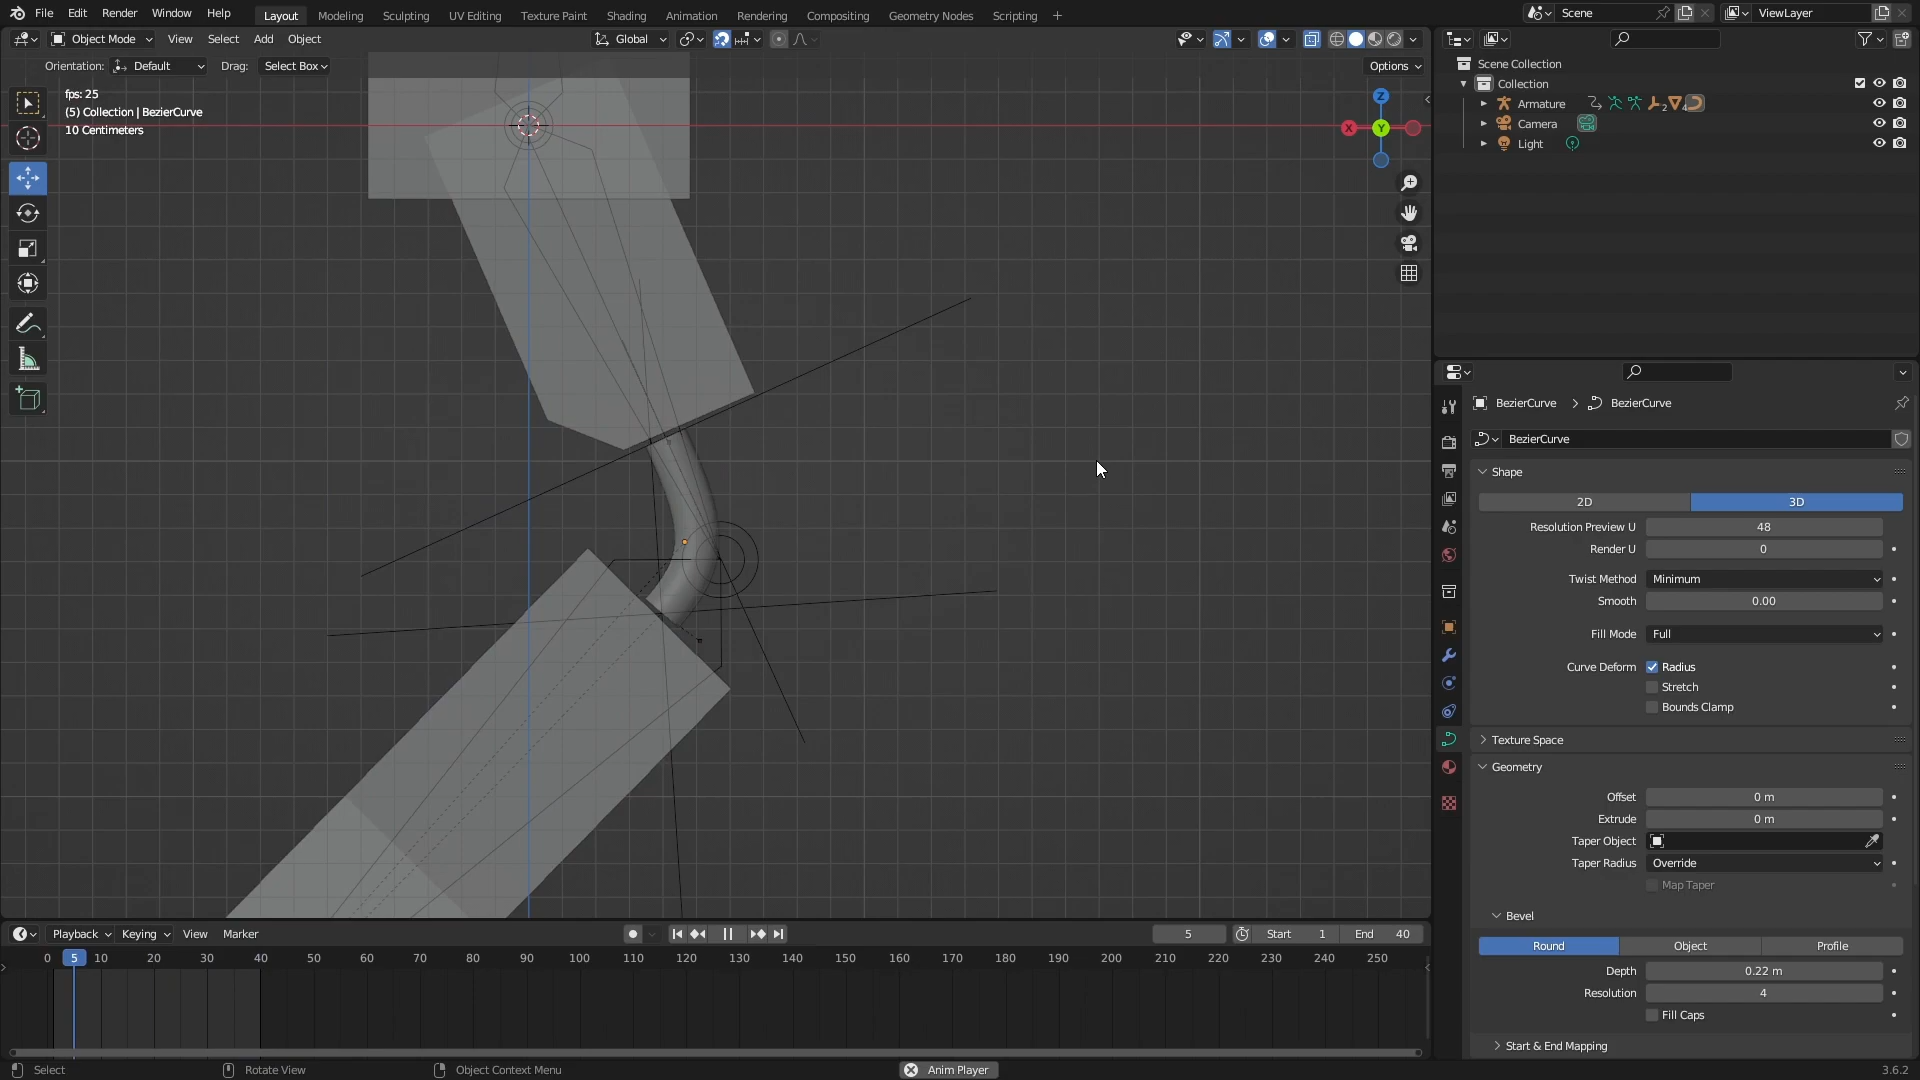 File Edit Render Window Help Layout Modeling Sculpting UV Editing Texture Paint Shading Animation Rendering Compositing Geometry Nodes Scripting + Scene ViewLayer
Object Mode View Select Add Object Global
Orientation: Default Drag: Select Box Options
fps: 25
(5) Collection | BezierCurve
10 Centimeters
Z
X
Y
Scene Collection
Collection
Armature 2 4
Camera
Light
BezierCurve > BezierCurve
BezierCurve
Shape
2D 3D
Resolution Preview U 48
Render U 0
Twist Method Minimum
Smooth 0.00
Fill Mode Full
Curve Deform Radius
Stretch
Bounds Clamp
Texture Space
Geometry
Offset 0 m
Extrude 0 m
Taper Object
Taper Radius Override
Map Taper
Bevel
Round Object Profile
Depth 0.22 m
Resolution 4
Fill Caps
Start & End Mapping
Playback Keying View Marker 5 Start 1 End 40
0 5 10 20 30 40 50 60 70 80 90 100 110 120 130 140 150 160 170 180 190 200 210 220 230 240 250
Select Rotate View Object Context Menu Anim Player 3.6.2